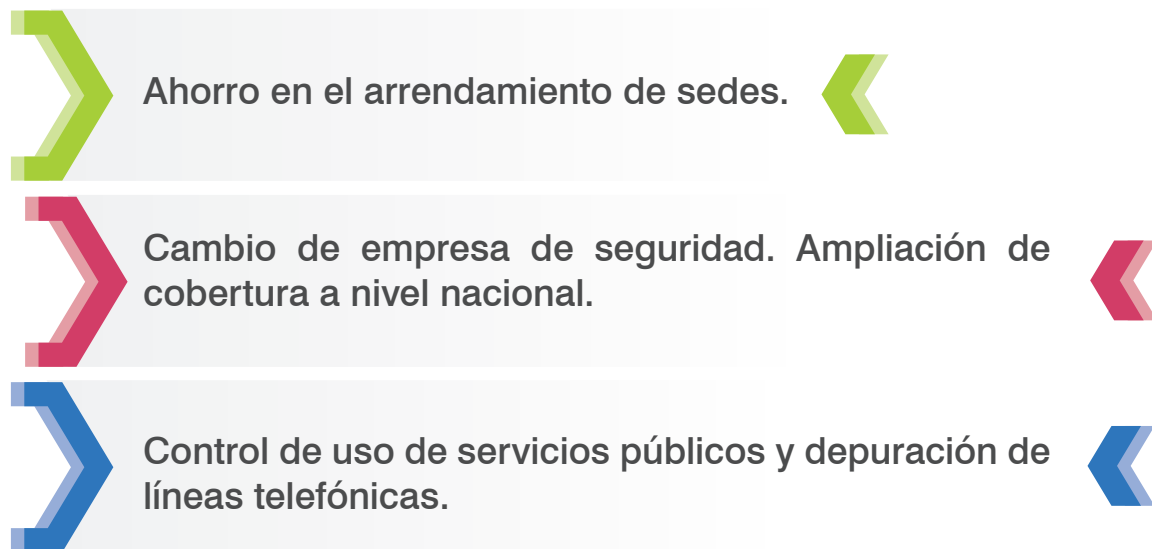 Ahorro en el arrendamiento de sedes.
Cambio de empresa de seguridad. Ampliación de
cobertura a nivel nacional.
Control de uso de servicios públicos y depuración de
líneas telefónicas.